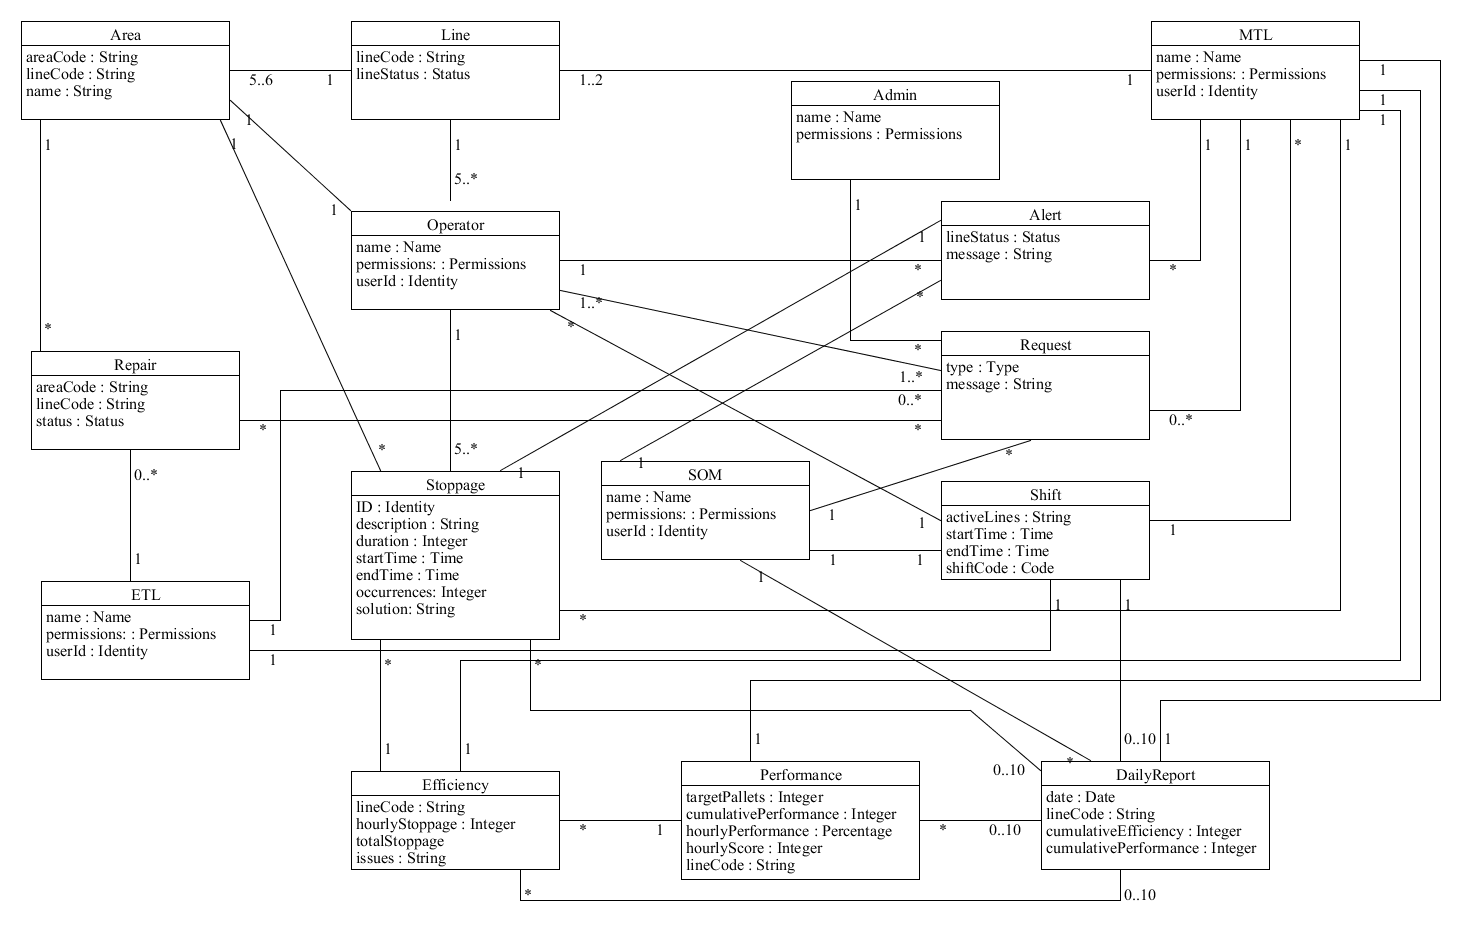 Area
areaCode : String
lineCode : String
name : String
Line
lineCode : String
lineStatus : Status
MTL
name : Name
permissions: : Permissions
userId : Identity
5..6
1
1..2
1
1
1
1
Admin
name : Name
permissions : Permissions
1
1
1
1
5..*
1
1
1
*
1
1
Operator
name : Name
permissions: : Permissions
userId : Identity
Alert
lineStatus : Status
message : String
1
1
*
*
1..*
*
*
1
*
*
1..*
0..*
*
0..*
Request
type : Type
message : String
Repair
areaCode : String
lineCode : String
status : Status
*
*
5..*
0..*
1
1
*
Stoppage
ID : Identity
description : String
duration : Integer
startTime : Time
endTime : Time
occurrences: Integer
solution: String
SOM
name : Name
permissions: : Permissions
userId : Identity
Shift
activeLines : String
startTime : Time
endTime : Time
shiftCode : Code
1
1
1
1
1
1
1
ETL
name : Name
permissions: : Permissions
userId : Identity
1
1
*
1
1
*
*
1
1
1
0..10
1
*
0..10
Efficiency
lineCode : String
hourlyStoppage : Integer
totalStoppage
issues : String
Performance
targetPallets : Integer
cumulativePerformance : Integer
hourlyPerformance : Percentage
hourlyScore : Integer
lineCode : String
DailyReport
date : Date
lineCode : String
cumulativeEfficiency : Integer
cumulativePerformance : Integer
*
1
*
0..10
*
0..10